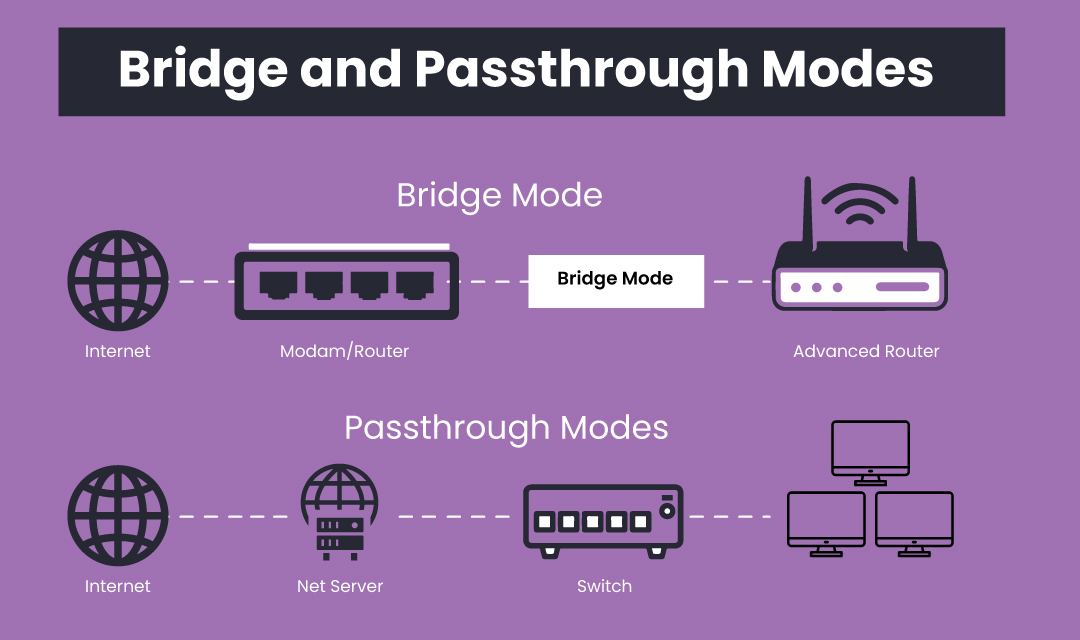 Bridge and Passthrough Modes
Bridge Mode
Bridge Mode
Internet
Modam/Router
Advanced Router
Passthrough Modes
Internet
Net Server
Switch